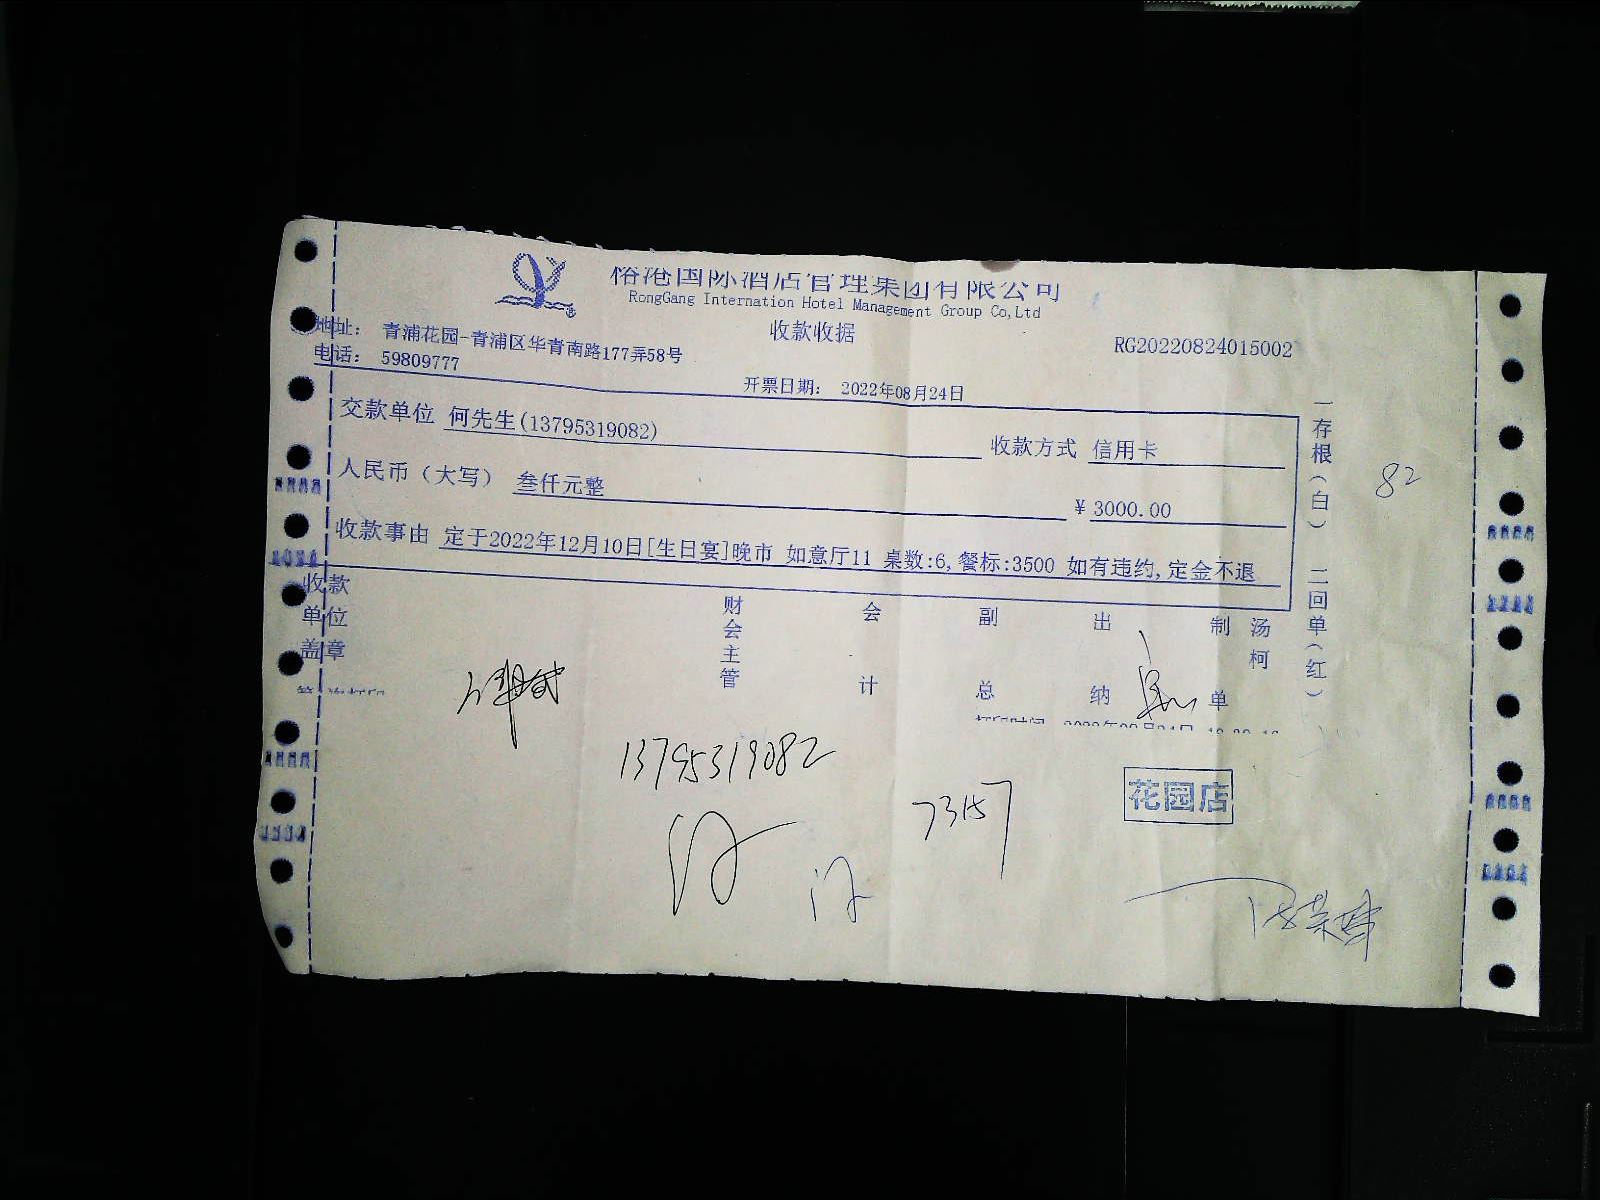 裕港国际酒店管理集团有限公司
RongGang Internation Hotel Management Group Co,Ltd
收款收据
地址： 青浦花园-青浦区华青南路177弄58号
RG20220824015002
电话： 59809777
开票日期： 2022年08月24日
交款单位 何先生(13795319082)
收款方式 信用卡
人民币（大写） 叁仟元整
¥ 3000.00
收款事由 定于2022年12月10日[生日宴]晚市 如意厅11 桌数:6,餐标:3500 如有违约,定金不退
一存根（白） 二回单（红）
82
收款单位盖章
财会主管
会计
副总
出纳
制单
汤柯
13795319082
73157
花园店